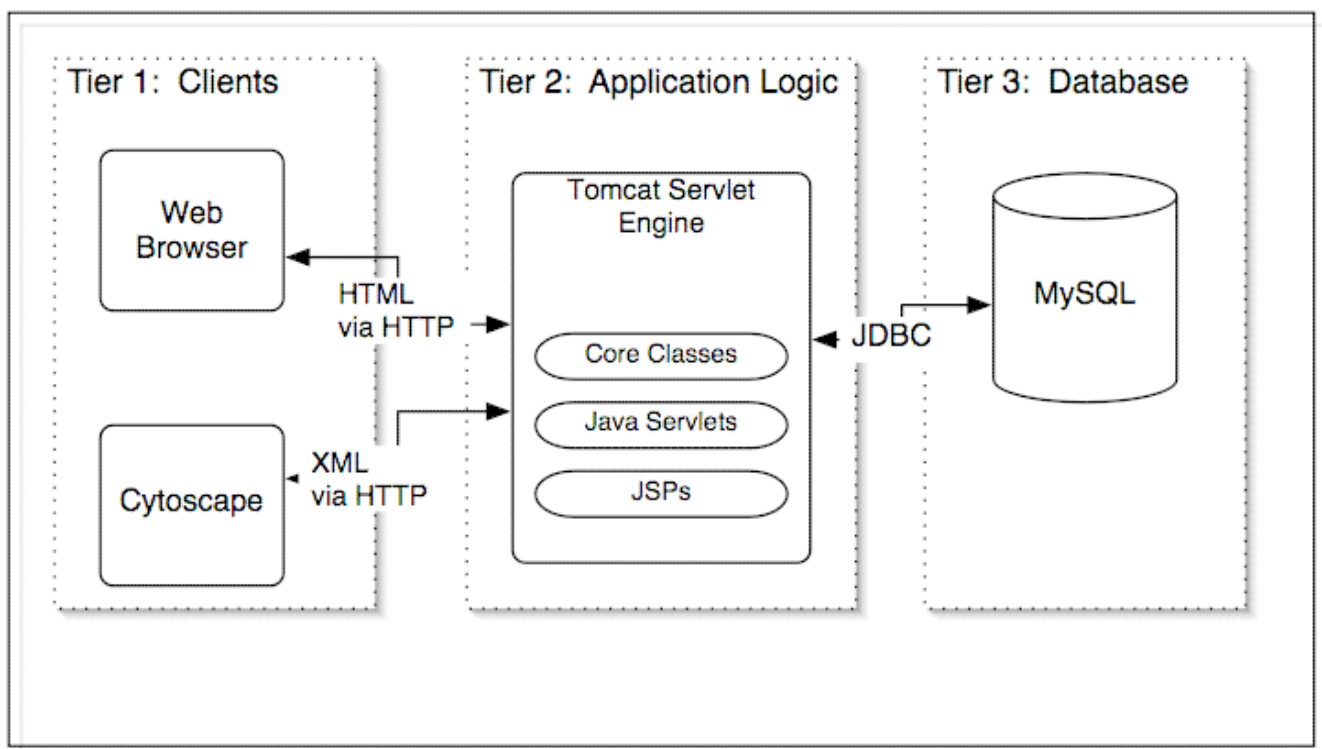 Tier 1:  Clients
Web
Browser
HTML
via HTTP
Cytoscape
XML
via HTTP
Tier 2:  Application Logic
Tomcat Servlet
Engine
Core Classes
Java Servlets
JSPs
JDBC
Tier 3:  Database
MySQL